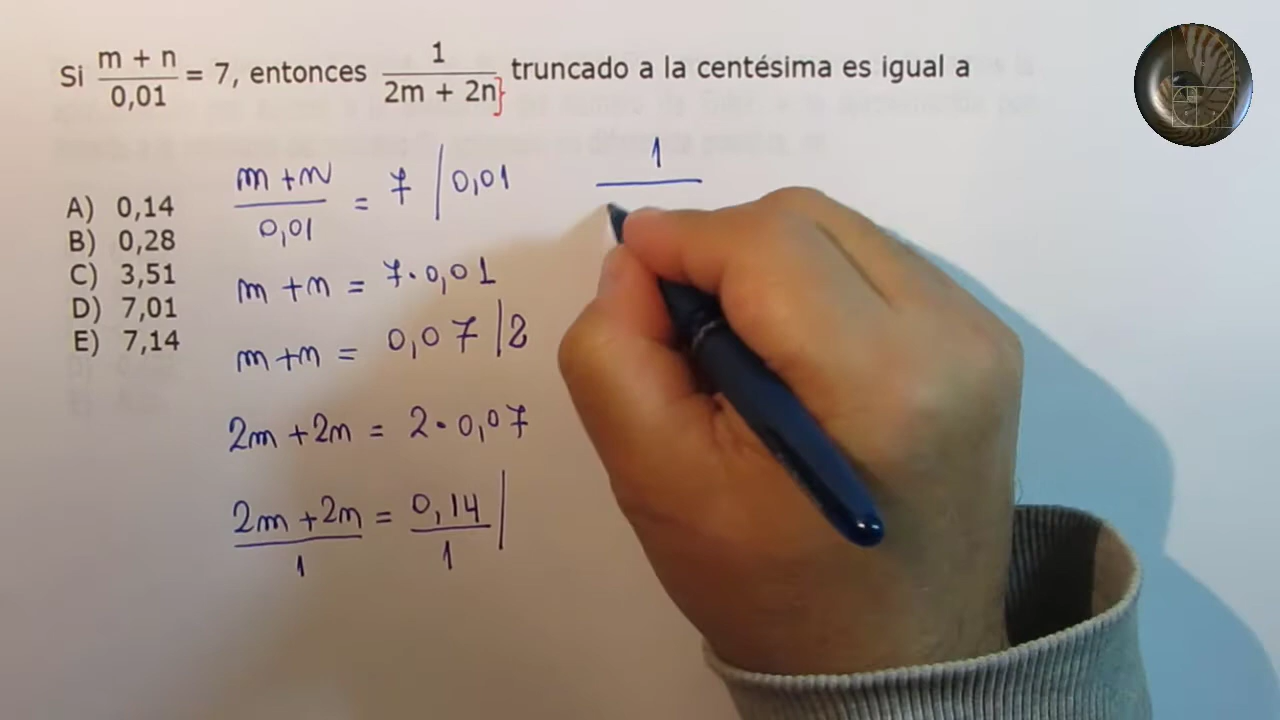 Si (m + n)/0,01 = 7, entonces 1/(2m + 2n} truncado a la centésima es igual a
A) 0,14
B) 0,28
C) 3,51
D) 7,01
E) 7,14
(m + n)/0,01 = 7 | 0,01
m + n = 7 · 0,01
m + n = 0,07 | 2
2m + 2n = 2 · 0,07
(2m + 2n)/1 = 0,14/1 |
1